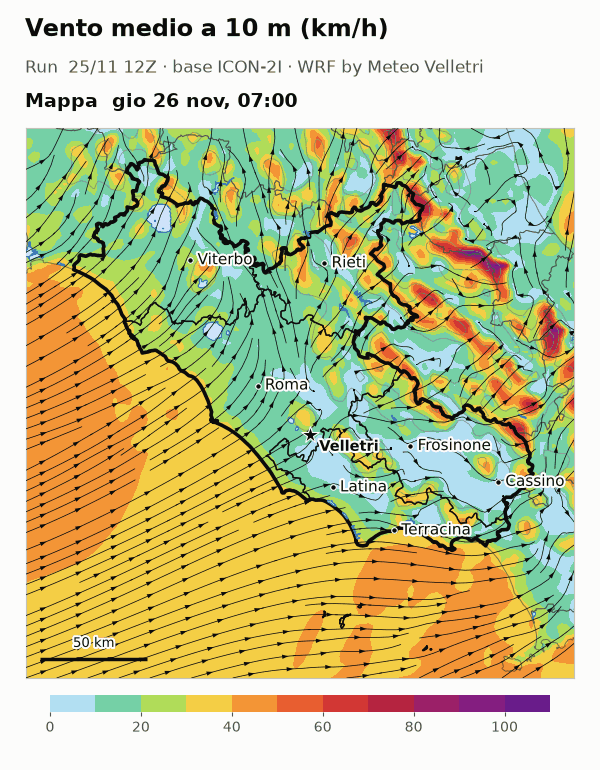 Vento medio a 10 m (km/h)
Run 25/11 12Z · base ICON-2I · WRF by Meteo Velletri
Mappa gio 26 nov, 07:00
Viterbo
Rieti
Roma
Velletri
Frosinone
Latina
Cassino
Terracina
50 km
0 20 40 60 80 100